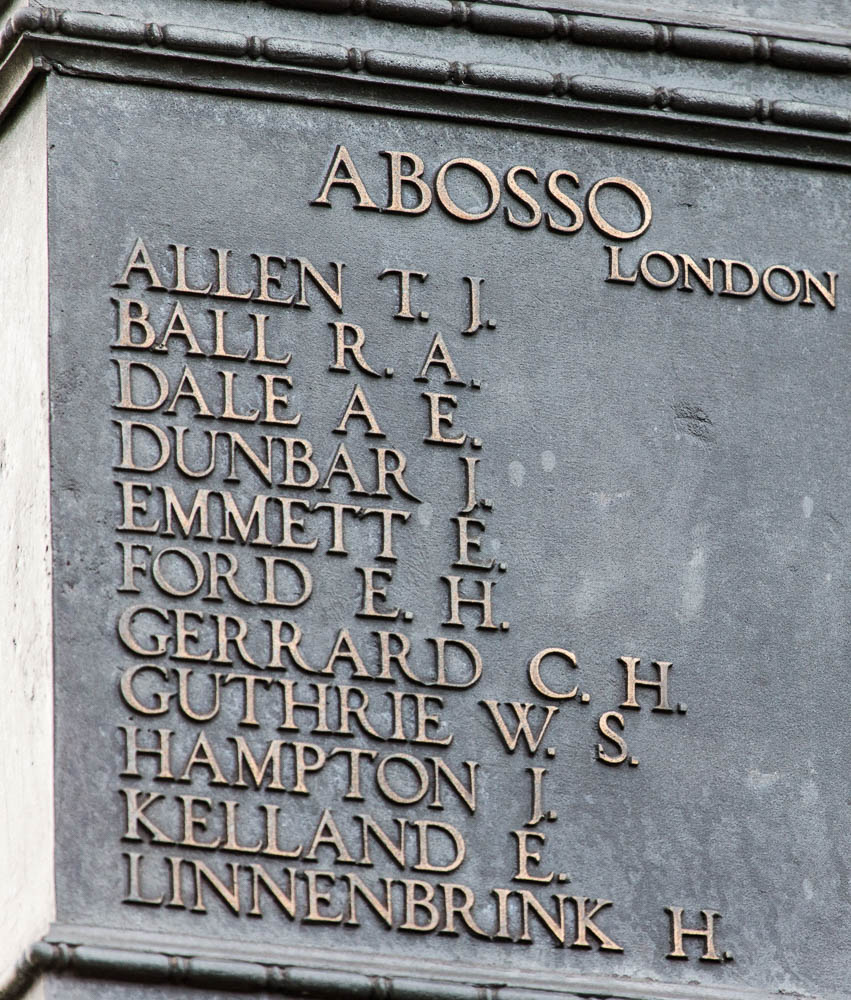 ABOSSO
LONDON
ALLEN T. J.
BALL R. A.
DALE A E.
DUNBAR J.
EMMETT E.
FORD E. H.
GERRARD C. H.
GUTHRIE W. S.
HAMPTON J.
KELLAND E.
LINNENBRINK H.